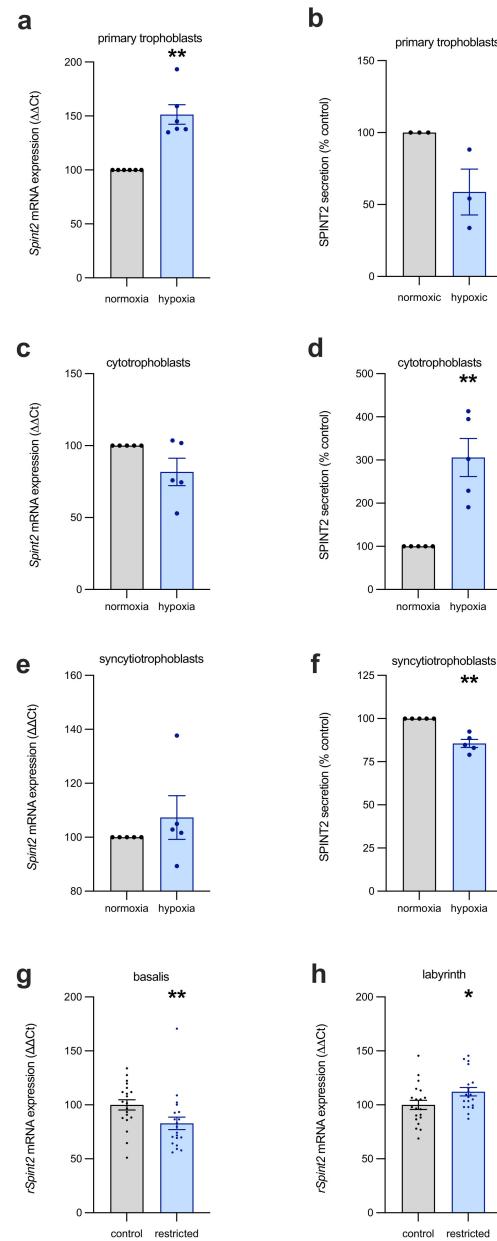 a
primary trophoblasts
**
Spint2 mRNA expression (ΔΔCt)
200
150
100
50
0
normoxia hypoxia
b
primary trophoblasts
SPINT2 secretion (% control)
150
100
50
0
normoxic hypoxic
c
cytotrophoblasts
Spint2 mRNA expression (ΔΔCt)
150
100
50
0
normoxia hypoxia
d
cytotrophoblasts
**
SPINT2 secretion (% control)
500
400
300
200
100
0
normoxia hypoxia
e
syncytiotrophoblasts
Spint2 mRNA expression (ΔΔCt)
160
140
120
100
80
normoxia hypoxia
f
syncytiotrophoblasts
**
SPINT2 secretion (% control)
125
100
75
50
25
0
normoxia hypoxia
g
basalis
**
rSpint2 mRNA expression (ΔΔCt)
200
150
100
50
0
control restricted
h
labyrinth
*
rSpint2 mRNA expression (ΔΔCt)
200
150
100
50
0
control restricted